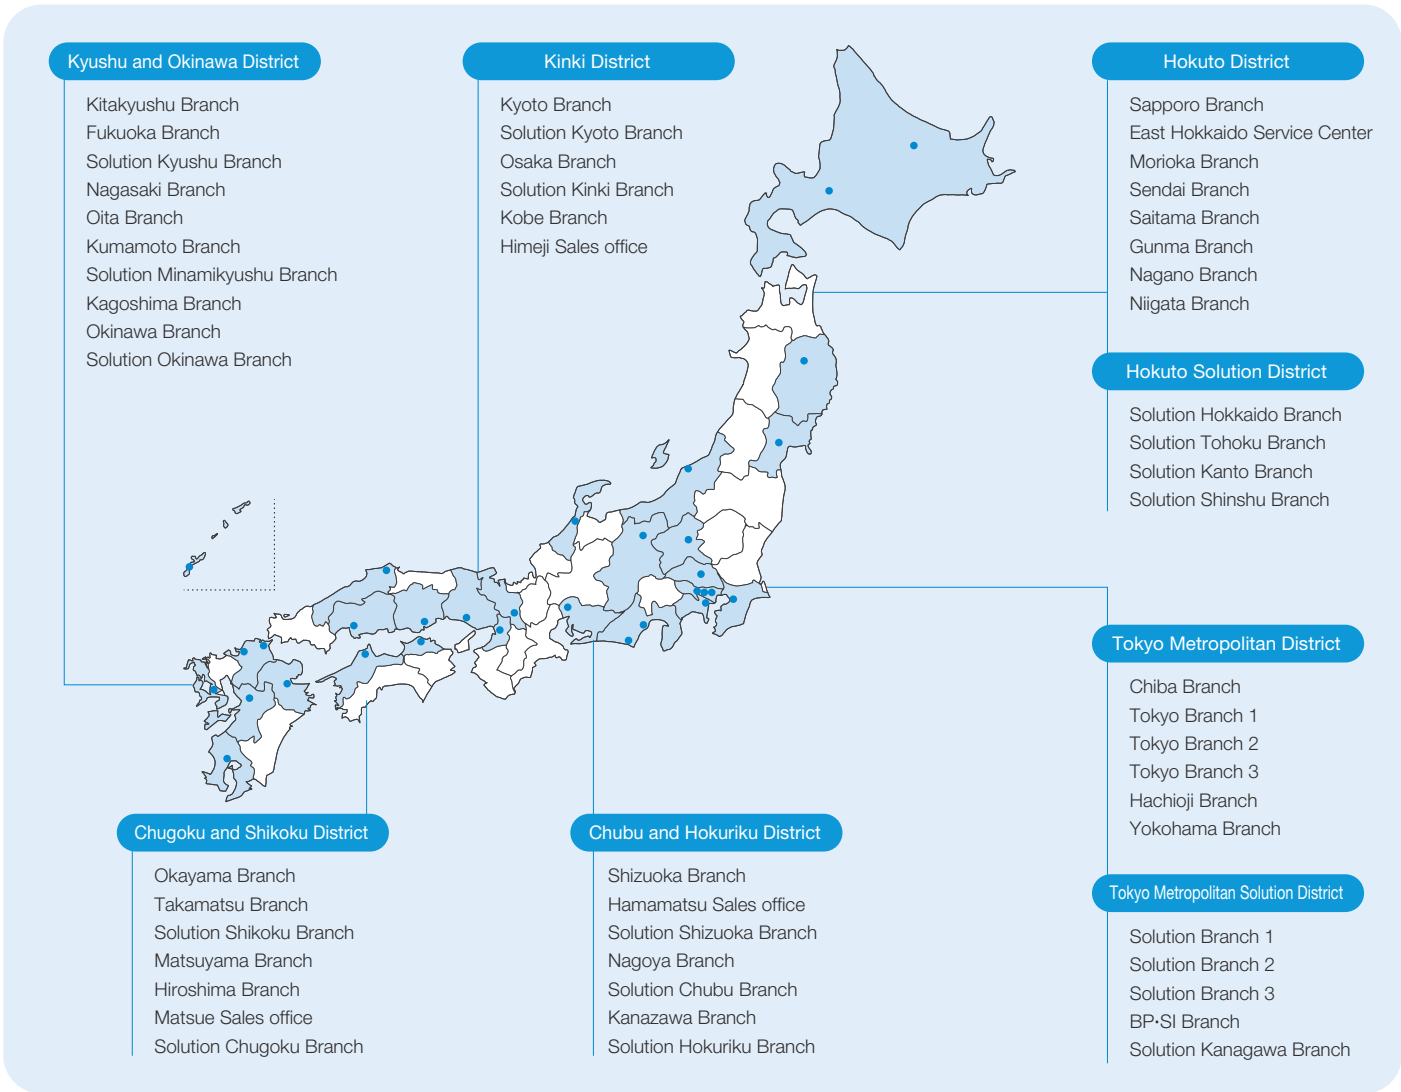 Kyushu and Okinawa District
Kitakyushu Branch
Fukuoka Branch
Solution Kyushu Branch
Nagasaki Branch
Oita Branch
Kumamoto Branch
Solution Minamikyushu Branch
Kagoshima Branch
Okinawa Branch
Solution Okinawa Branch
Kinki District
Kyoto Branch
Solution Kyoto Branch
Osaka Branch
Solution Kinki Branch
Kobe Branch
Himeji Sales office
Hokuto District
Sapporo Branch
East Hokkaido Service Center
Morioka Branch
Sendai Branch
Saitama Branch
Gunma Branch
Nagano Branch
Niigata Branch
Hokuto Solution District
Solution Hokkaido Branch
Solution Tohoku Branch
Solution Kanto Branch
Solution Shinshu Branch
Tokyo Metropolitan District
Chiba Branch
Tokyo Branch 1
Tokyo Branch 2
Tokyo Branch 3
Hachioji Branch
Yokohama Branch
Tokyo Metropolitan Solution District
Solution Branch 1
Solution Branch 2
Solution Branch 3
BP•SI Branch
Solution Kanagawa Branch
Chugoku and Shikoku District
Okayama Branch
Takamatsu Branch
Solution Shikoku Branch
Matsuyama Branch
Hiroshima Branch
Matsue Sales office
Solution Chugoku Branch
Chubu and Hokuriku District
Shizuoka Branch
Hamamatsu Sales office
Solution Shizuoka Branch
Nagoya Branch
Solution Chubu Branch
Kanazawa Branch
Solution Hokuriku Branch